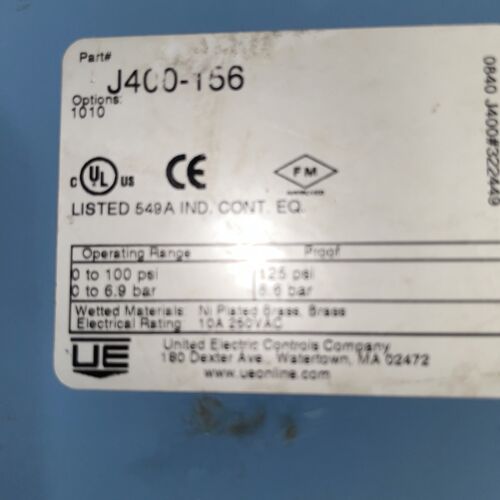 Part#
J400-156
Options:
1010
C UL US
CE
FM
APPROVED
LISTED 549A IND. CONT. EQ.
Operating Range Proof
0 to 100 psi 125 psi
0 to 6.9 bar 8.6 bar
Wetted Materials: Ni Plated Brass, Brass
Electrical Rating: 10A 250VAC
UE
United Electric Controls Company
180 Dexter Ave., Watertown, MA 02472
www.ueonline.com
0840 J400#322449